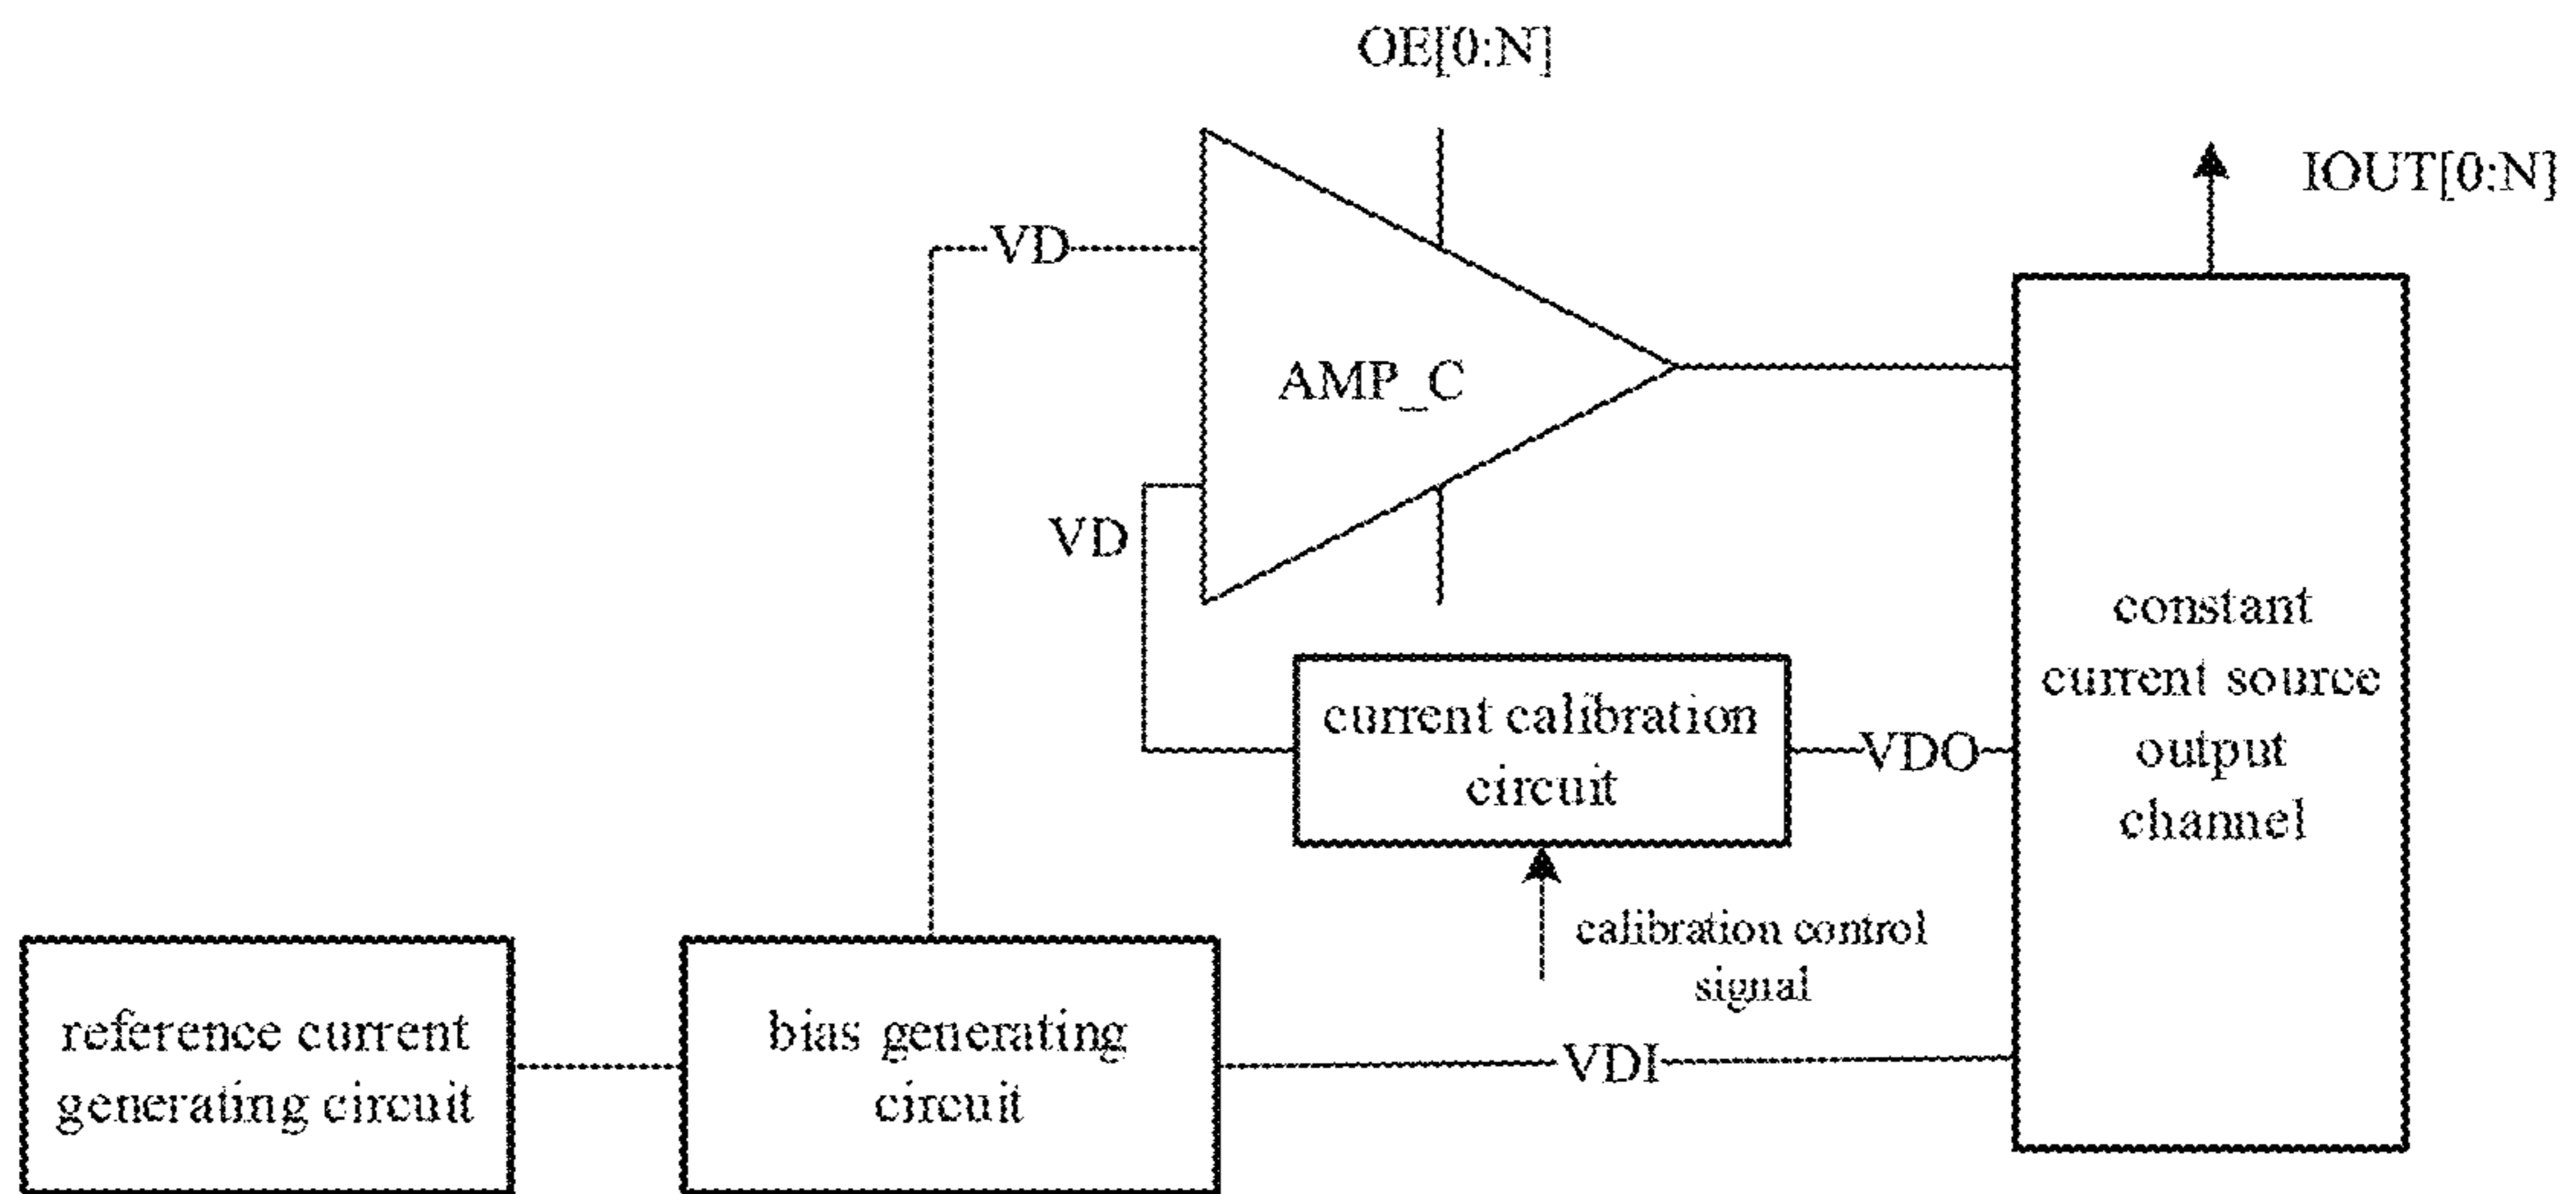 OE[0:N]
IOUT[0:N]
VD
AMP_C
VD
current calibration
circuit
VDO
constant
current source
output
channel
calibration control
signal
reference current
generating circuit
bias generating
circuit
VDI